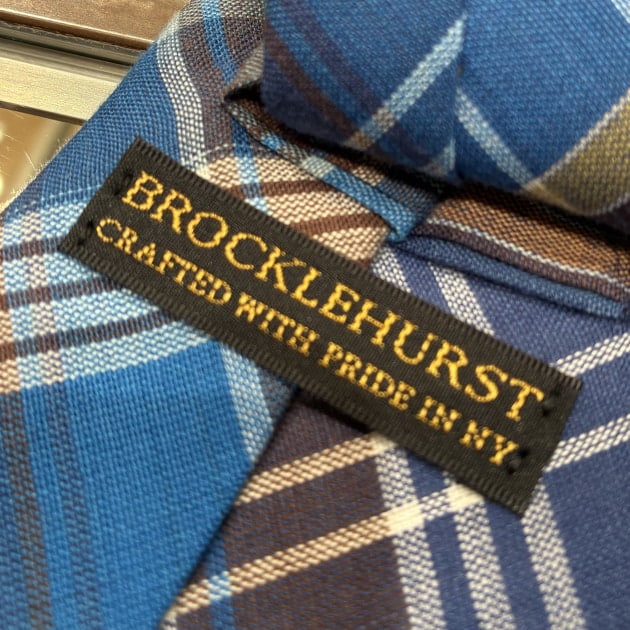 BROCKLEHURST
CRAFTED WITH PRIDE IN NY.